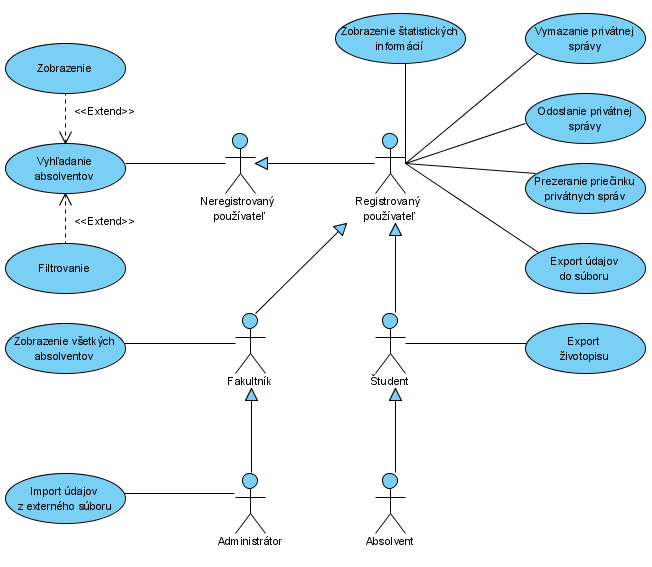 Zobrazenie štatistických
informácií
Vymazanie privátnej
správy
Zobrazenie
<<Extend>>
Odoslanie privátnej
správy
Vyhľadanie
absolventov
Neregistrovaný
používateľ
Registrovaný
používateľ
Prezeranie priečinku
privátnych správ
<<Extend>>
Filtrovanie
Export údajov
do súboru
Zobrazenie všetkých
absolventov
Fakultník
Študent
Export
životopisu
Import údajov
z externého súboru
Administrátor
Absolvent